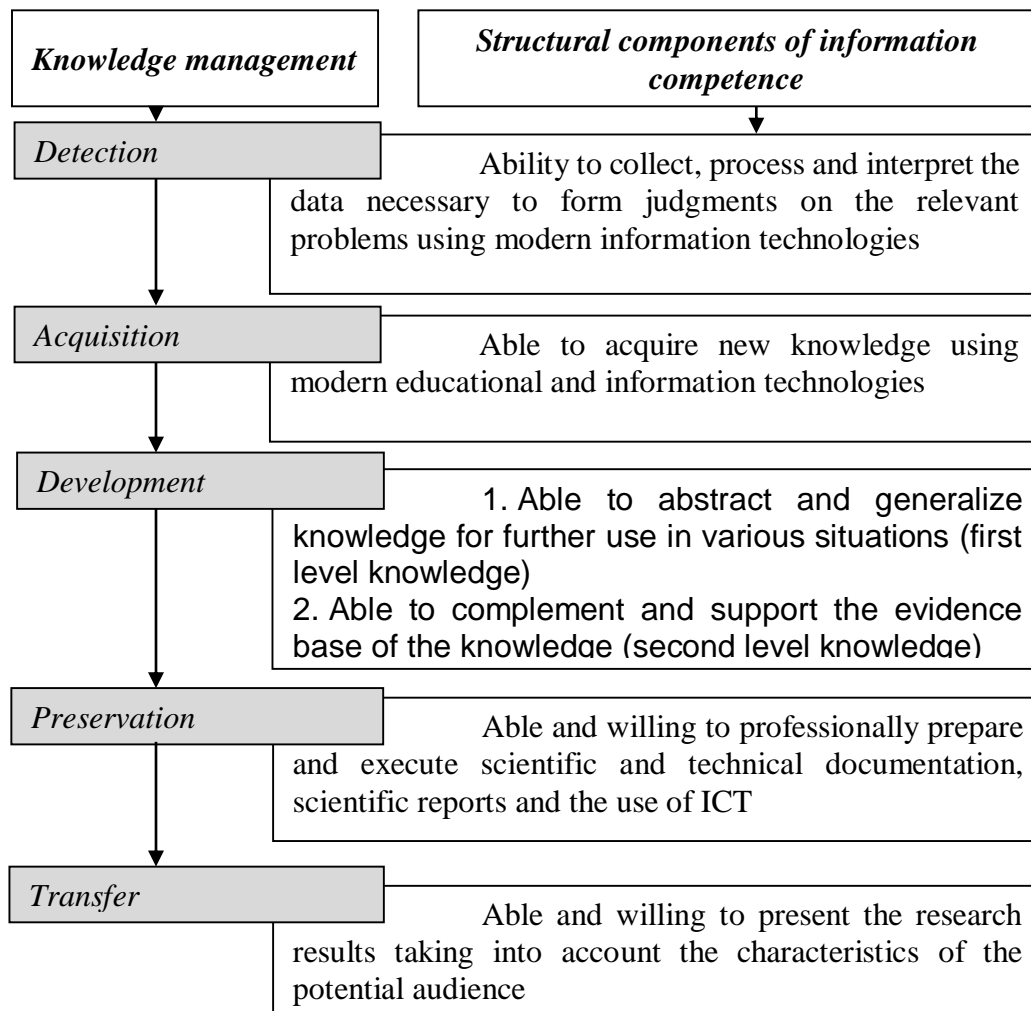 Knowledge management
Structural components of information
competence
Detection
Ability to collect, process and interpret the
data necessary to form judgments on the relevant
problems using modern information technologies
Acquisition
Able to acquire new knowledge using
modern educational and information technologies
Development
1. Able to abstract and generalize
knowledge for further use in various situations (first
level knowledge)
2. Able to complement and support the evidence
base of the knowledge (second level knowledge)
Preservation
Able and willing to professionally prepare
and execute scientific and technical documentation,
scientific reports and the use of ICT
Transfer
Able and willing to present the research
results taking into account the characteristics of the
potential audience